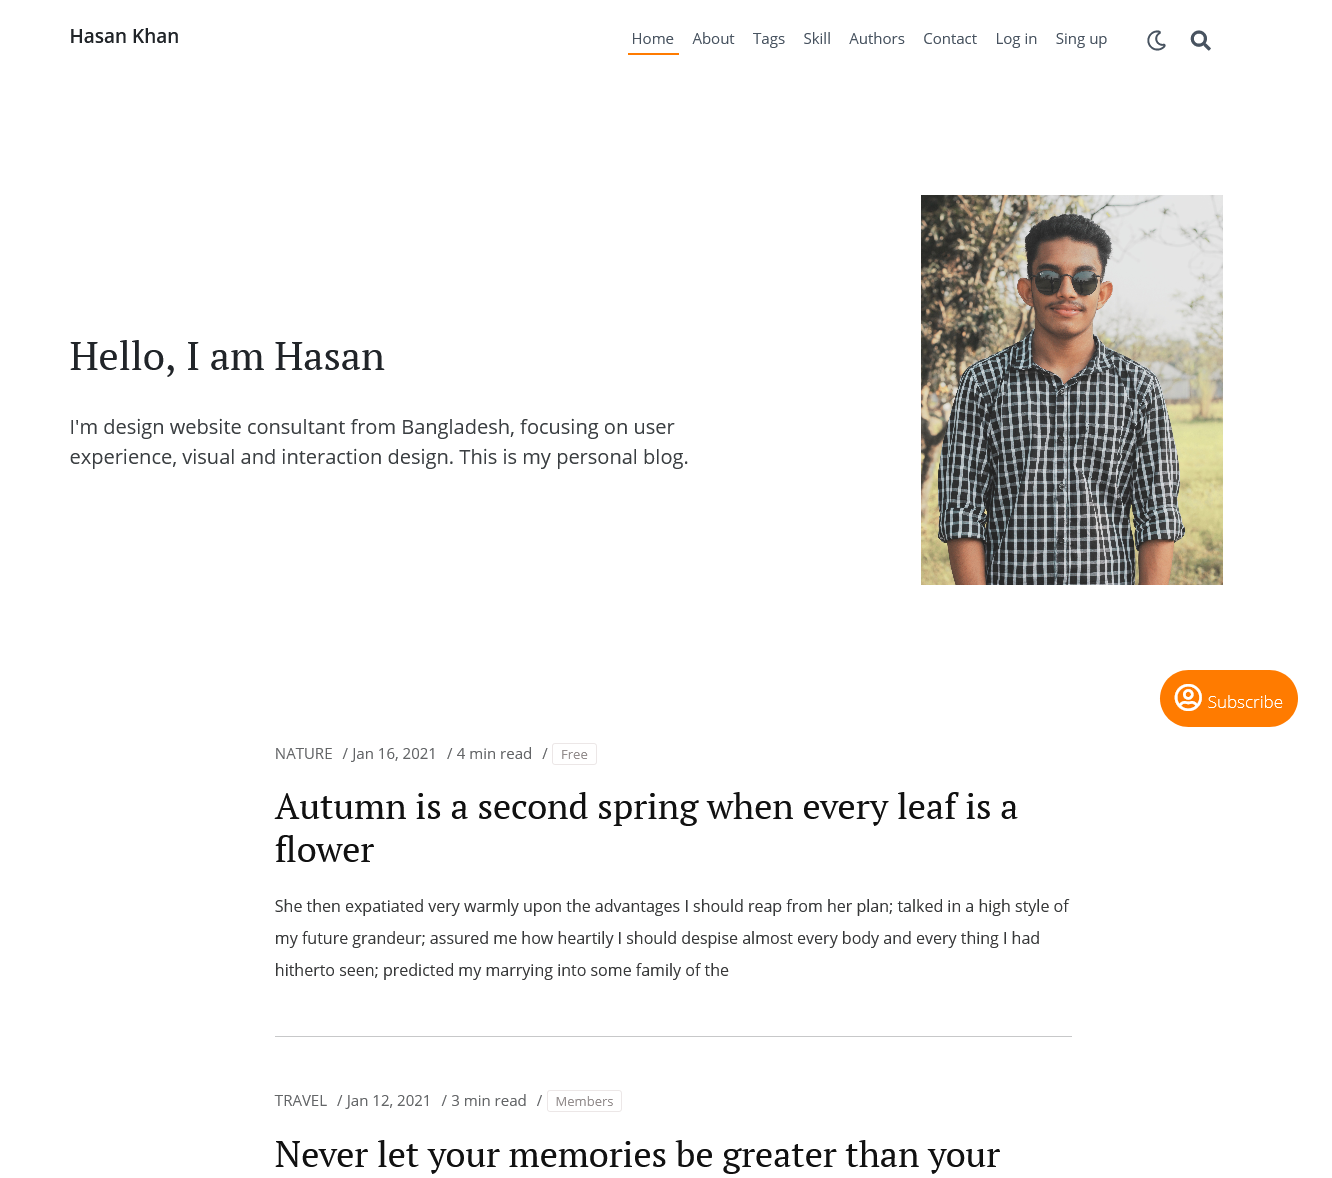 Hasan Khan
Home About Tags Skill Authors Contact Log in Sing up
Hello, I am Hasan
I'm design website consultant from Bangladesh, focusing on user
experience, visual and interaction design. This is my personal blog.
Subscribe
NATURE / Jan 16, 2021 / 4 min read / Free
Autumn is a second spring when every leaf is a
flower
She then expatiated very warmly upon the advantages I should reap from her plan; talked in a high style of
my future grandeur; assured me how heartily I should despise almost every body and every thing I had
hitherto seen; predicted my marrying into some family of the
TRAVEL / Jan 12, 2021 / 3 min read / Members
Never let your memories be greater than your